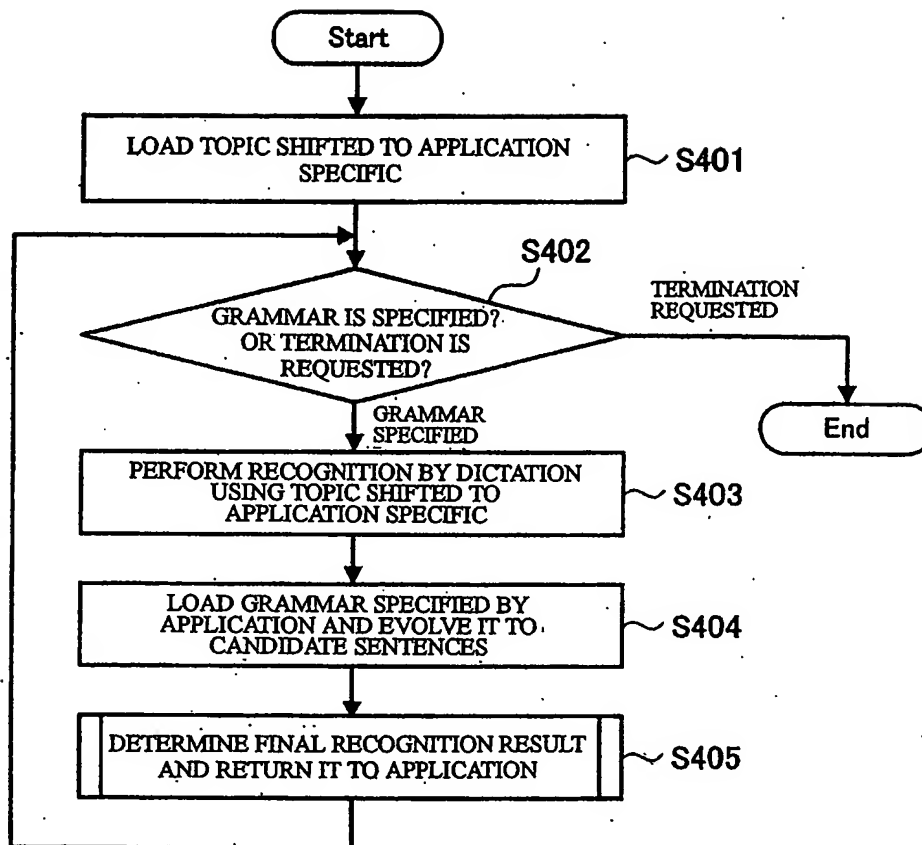 Start
LOAD TOPIC SHIFTED TO APPLICATION
SPECIFIC
S401
S402
GRAMMAR IS SPECIFIED?
OR TERMINATION IS
REQUESTED?
TERMINATION
REQUESTED
End
GRAMMAR
SPECIFIED
PERFORM RECOGNITION BY DICTATION
USING TOPIC SHIFTED TO
APPLICATION SPECIFIC
S403
LOAD GRAMMAR SPECIFIED BY
APPLICATION AND EVOLVE IT TO
CANDIDATE SENTENCES
S404
DETERMINE FINAL RECOGNITION RESULT
AND RETURN IT TO APPLICATION
S405